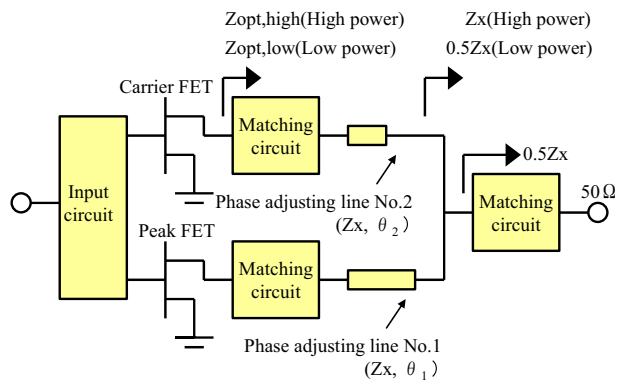 Zopt,high(High power)
Zopt,low(Low power)
Zx(High power)
0.5Zx(Low power)
Carrier FET
Matching
circuit
0.5Zx
Input
circuit
Phase adjusting line No.2
(Zx, θ2)
Matching
circuit
50Ω
Peak FET
Matching
circuit
Phase adjusting line No.1
(Zx, θ1)